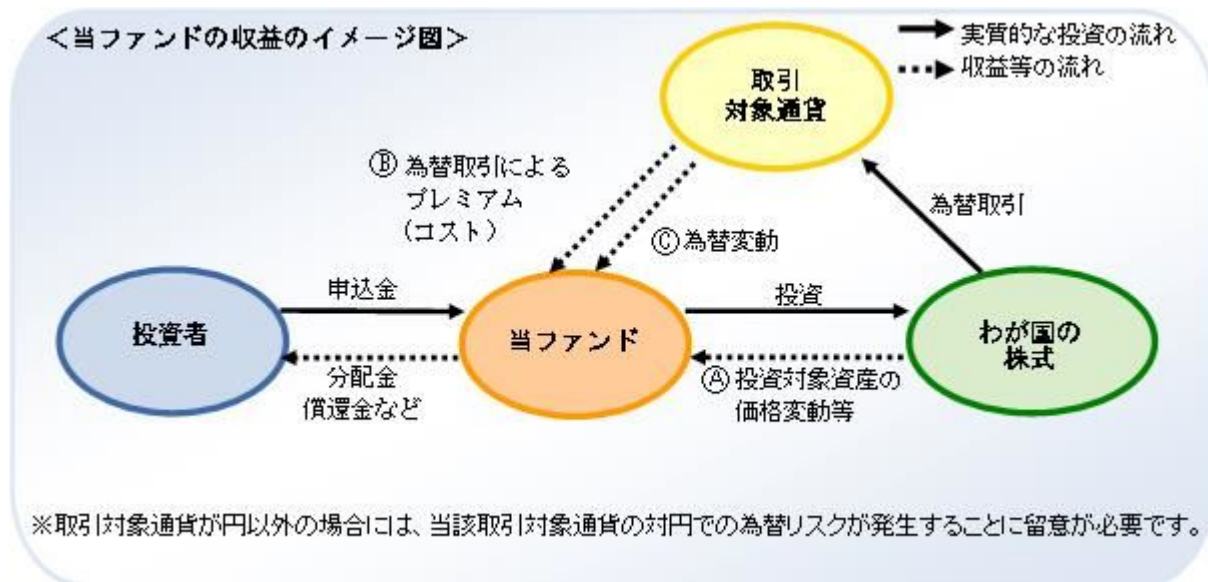 ＜当ファンドの収益のイメージ図＞
実質的な投資の流れ
収益等の流れ
取引
対象通貨
Ⓑ 為替取引による
プレミアム
（コスト）
Ⓒ為替変動
為替取引
投資者
申込金
分配金
償還金など
当ファンド
投資
Ⓐ投資対象資産の
価格変動等
わが国の
株式
※取引対象通貨が円以外の場合には、当該取引対象通貨の対円での為替リスクが発生することに留意が必要です。